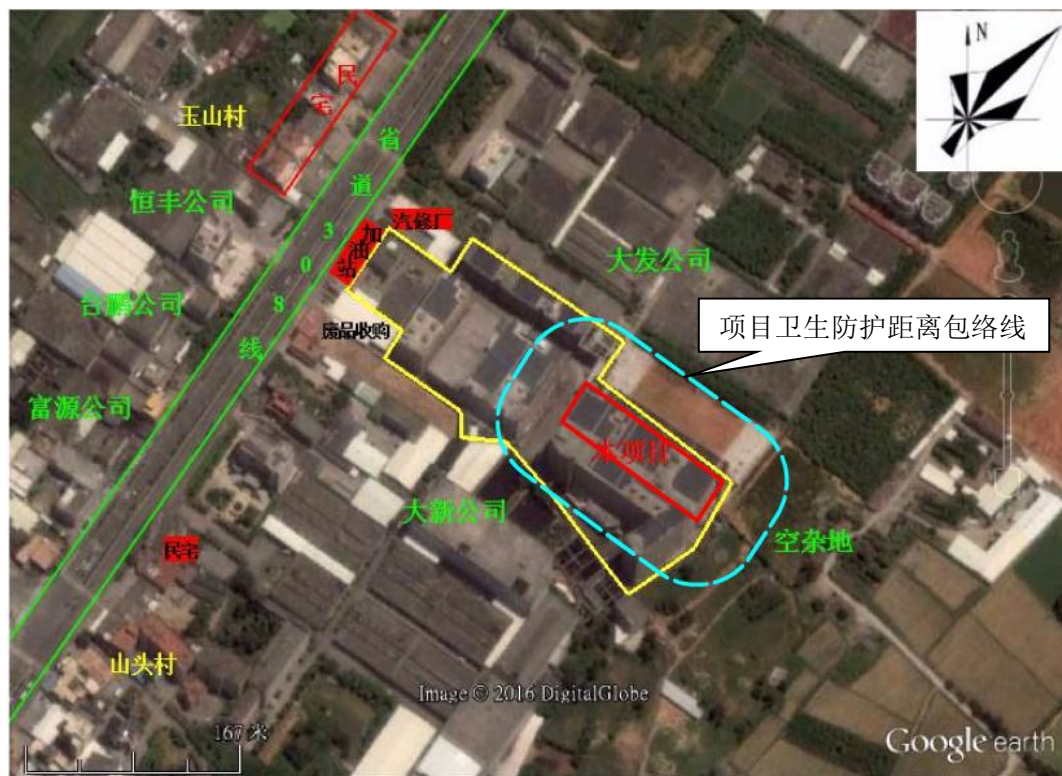 N
民宅
玉山村
省道308线
恒丰公司
汽修厂
加油站
大发公司
台鹏公司
废品收购
项目卫生防护距离包络线
富源公司
本项目
大新公司
空杂地
民宅
山头村
Image © 2016 DigitalGlobe
167 米
Google earth